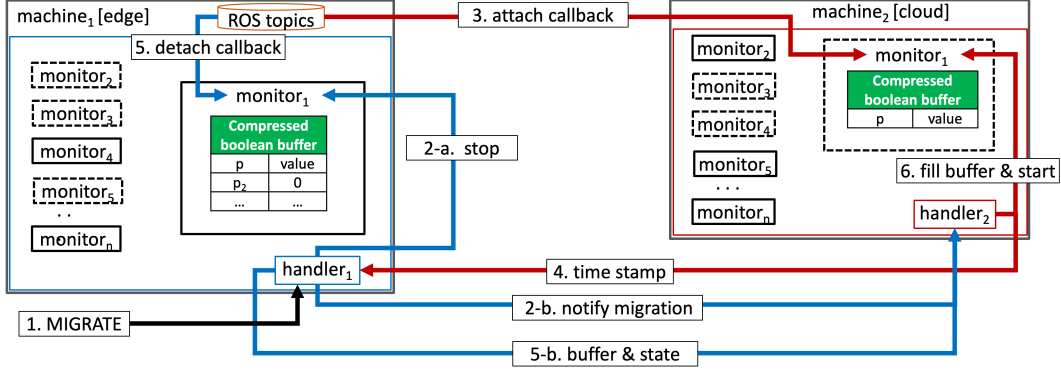 machine1 [edge]
ROS topics
3. attach callback
machine2 [cloud]
5. detach callback
monitor2
monitor3
monitor4
monitor5
. .
monitorn
monitor1
Compressed
boolean buffer
p value
p2 0
... ...
2-a. stop
monitor2
monitor3
monitor4
monitor5
. . .
monitorn
monitor1
Compressed
boolean buffer
p value
6. fill buffer & start
handler2
handler1
4. time stamp
2-b. notify migration
1. MIGRATE
5-b. buffer & state